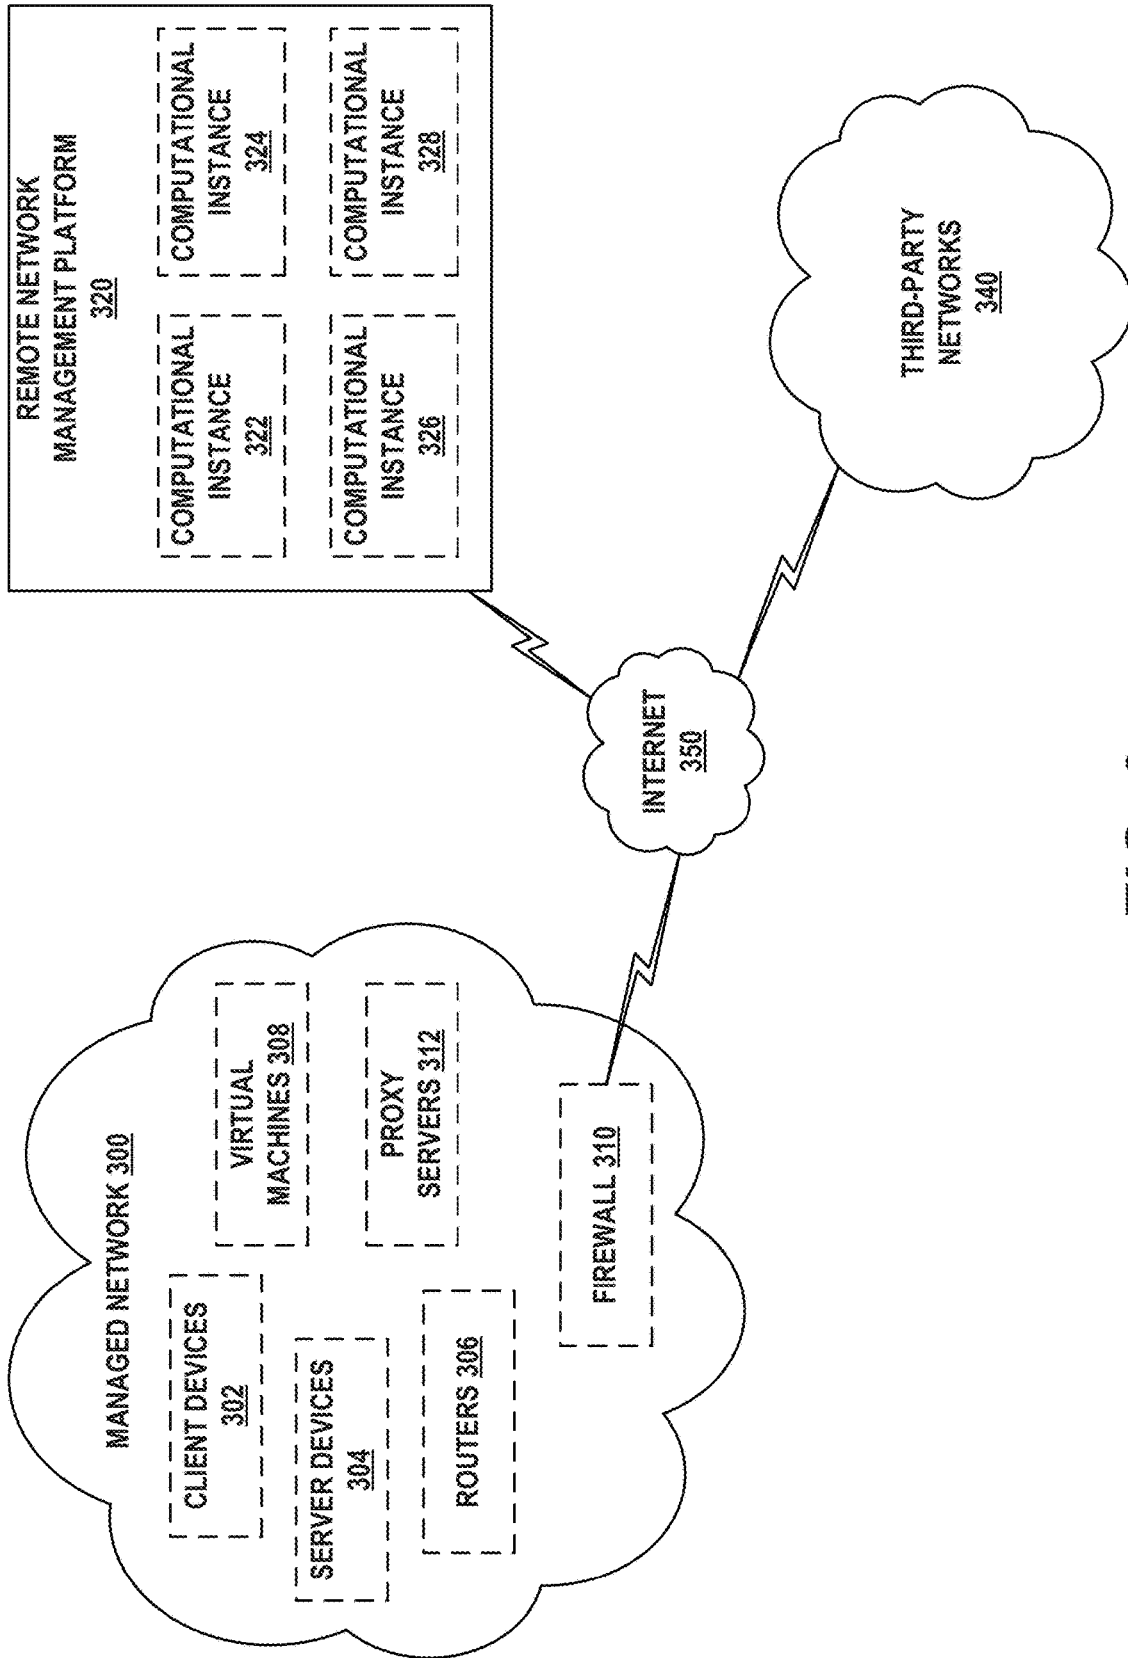 REMOTE NETWORK
MANAGEMENT PLATFORM
320
COMPUTATIONAL
INSTANCE
322
COMPUTATIONAL
INSTANCE
324
COMPUTATIONAL
INSTANCE
326
COMPUTATIONAL
INSTANCE
328
MANAGED NETWORK 300
CLIENT DEVICES
302
SERVER DEVICES
304
ROUTERS 306
VIRTUAL
MACHINES 308
PROXY
SERVERS 312
FIREWALL 310
INTERNET
350
THIRD-PARTY
NETWORKS
340